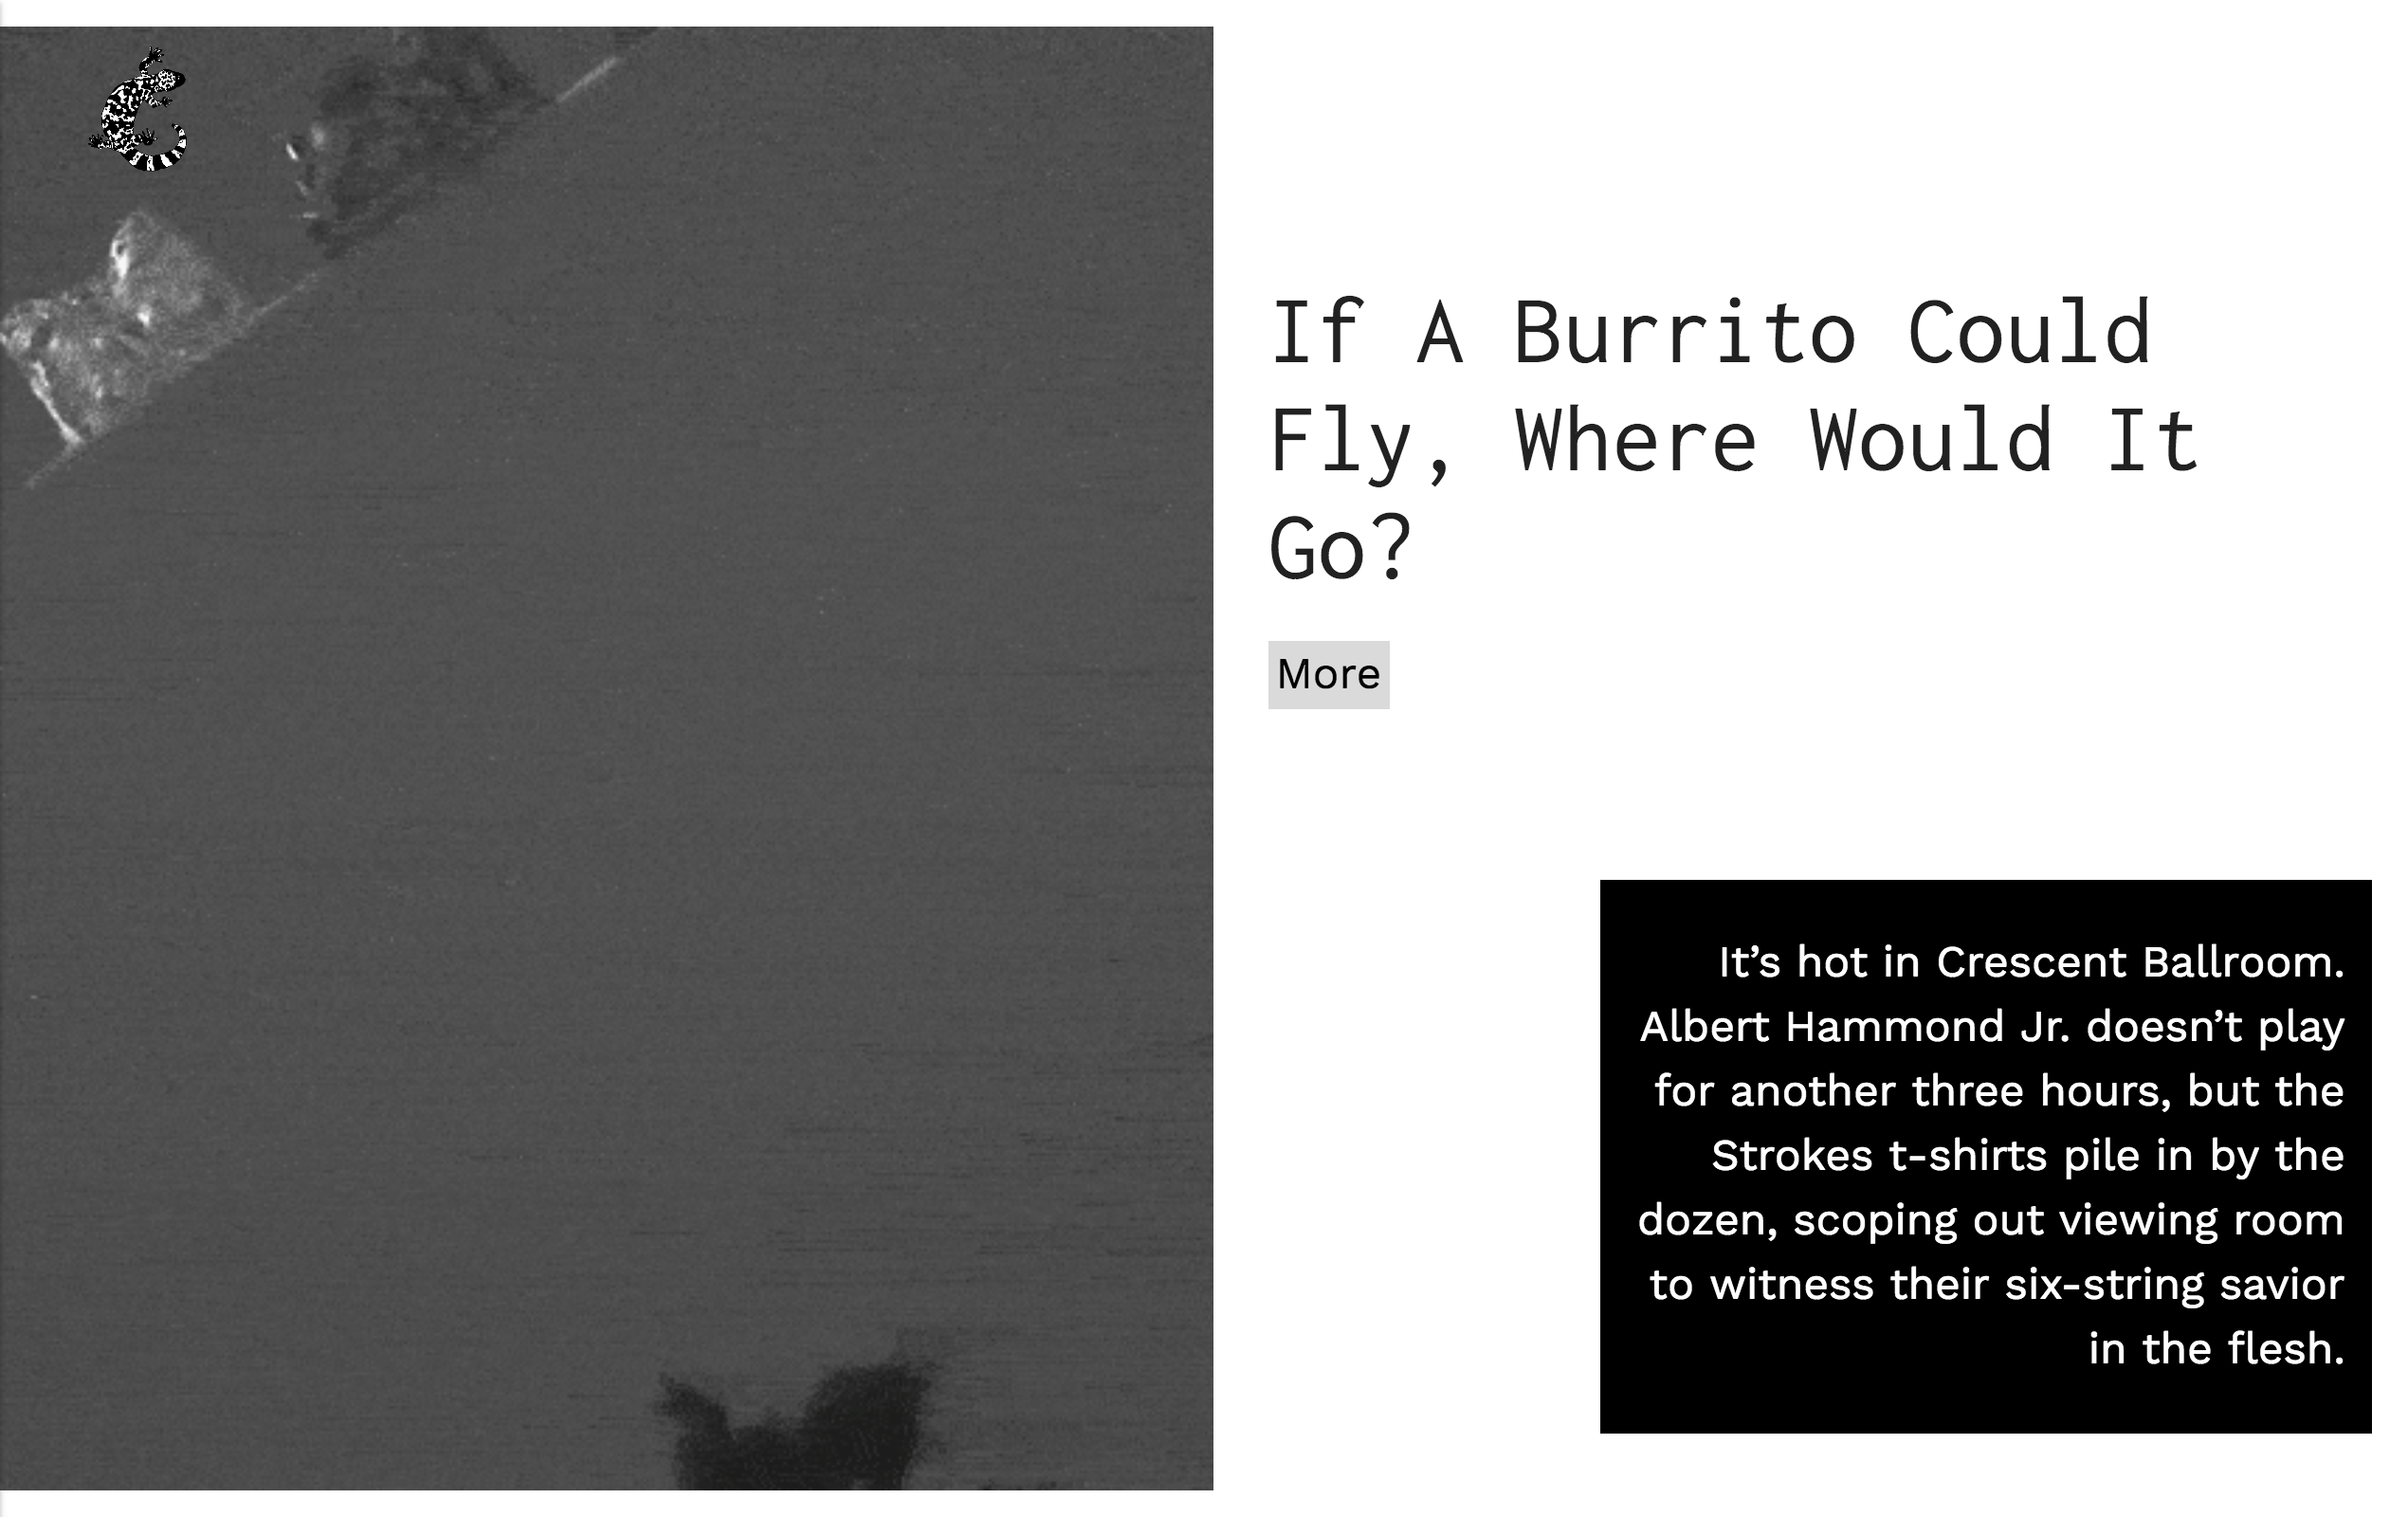 If A Burrito Could
Fly, Where Would It
Go?
More
It’s hot in Crescent Ballroom.
Albert Hammond Jr. doesn’t play
for another three hours, but the
Strokes t-shirts pile in by the
dozen, scoping out viewing room
to witness their six-string savior
in the flesh.